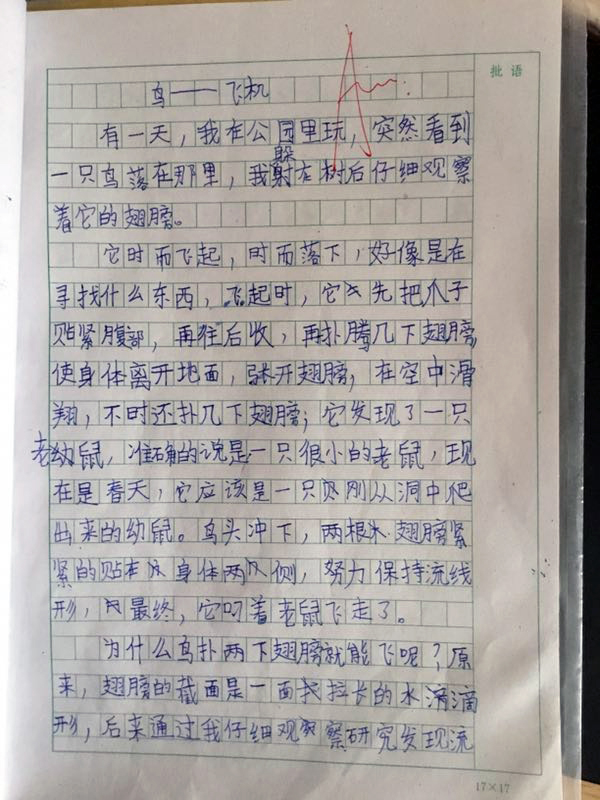 批语
鸟——飞机
有一天，我在公园里玩，突然看到
一只鸟落在那里，我躲在树后仔细观察
着它的翅膀。
它时而飞起，时而落下，好像是在
寻找什么东西，飞起时，它先把爪子
贴紧腹部，再往后收，再扑腾几下翅膀，
使身体离开地面，张开翅膀，在空中滑
翔，不时还扑几下翅膀；它发现了一只
老幼鼠，准确的说是一只很小的老鼠，现
在是春天，它应该是一只刚从洞中爬
出来的幼鼠。鸟头冲下，两根翅膀紧
紧的贴在身体两侧，努力保持流线
形，最终，它叼着老鼠飞走了。
为什么鸟扑两下翅膀就能飞呢？原
来，翅膀的截面是一面拉长的水滴
形，后来通过我仔细观察研究发现流
17×17